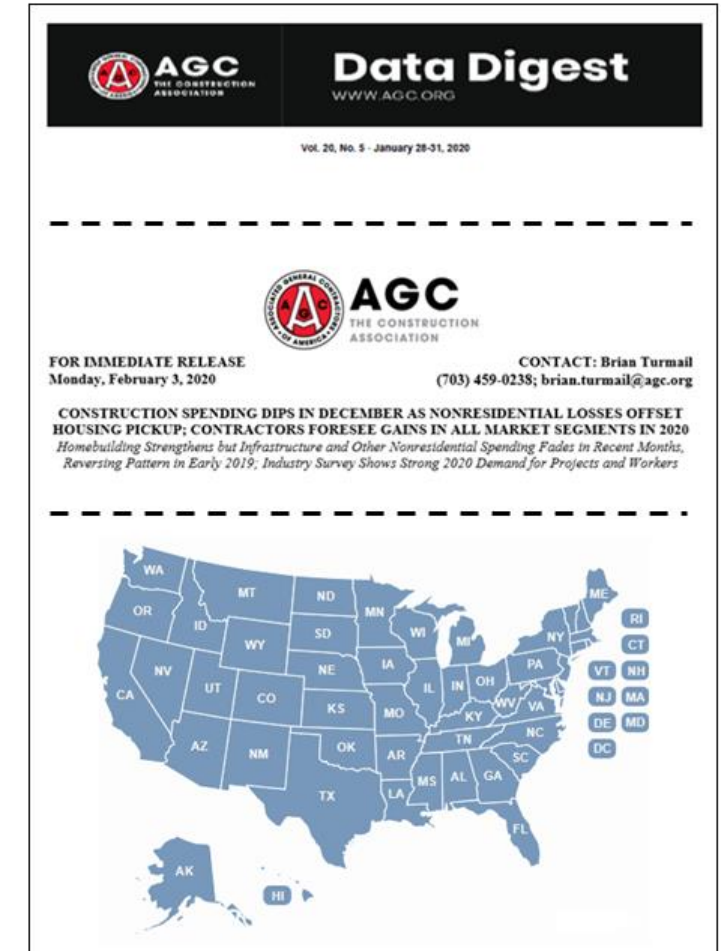 AGC
THE CONSTRUCTION
ASSOCIATION
Data Digest
WWW.AGC.ORG
Vol. 20, No. 5 - January 28-31, 2020
ASSOCIATED GENERAL CONTRACTORS
OF AMERICA
AGC
AGC
THE CONSTRUCTION
ASSOCIATION
FOR IMMEDIATE RELEASE
CONTACT: Brian Turmail
Monday, February 3, 2020
(703) 459-0238; brian.turmail@agc.org
CONSTRUCTION SPENDING DIPS IN DECEMBER AS NONRESIDENTIAL LOSSES OFFSET
HOUSING PICKUP; CONTRACTORS FORESEE GAINS IN ALL MARKET SEGMENTS IN 2020
Homebuilding Strengthens but Infrastructure and Other Nonresidential Spending Fades in Recent Months,
Reversing Pattern in Early 2019; Industry Survey Shows Strong 2020 Demand for Projects and Workers
WA
MT
ND
MN
ME
OR
ID
SD
WI
MI
NY
RI
WY
CT
NV
NE
IA
PA
VT
NH
CA
UT
CO
IL
IN
OH
NJ
MA
KS
MO
KY
WV
VA
DE
MD
AZ
NM
OK
AR
TN
NC
DC
SC
TX
LA
MS
AL
GA
FL
AK
HI